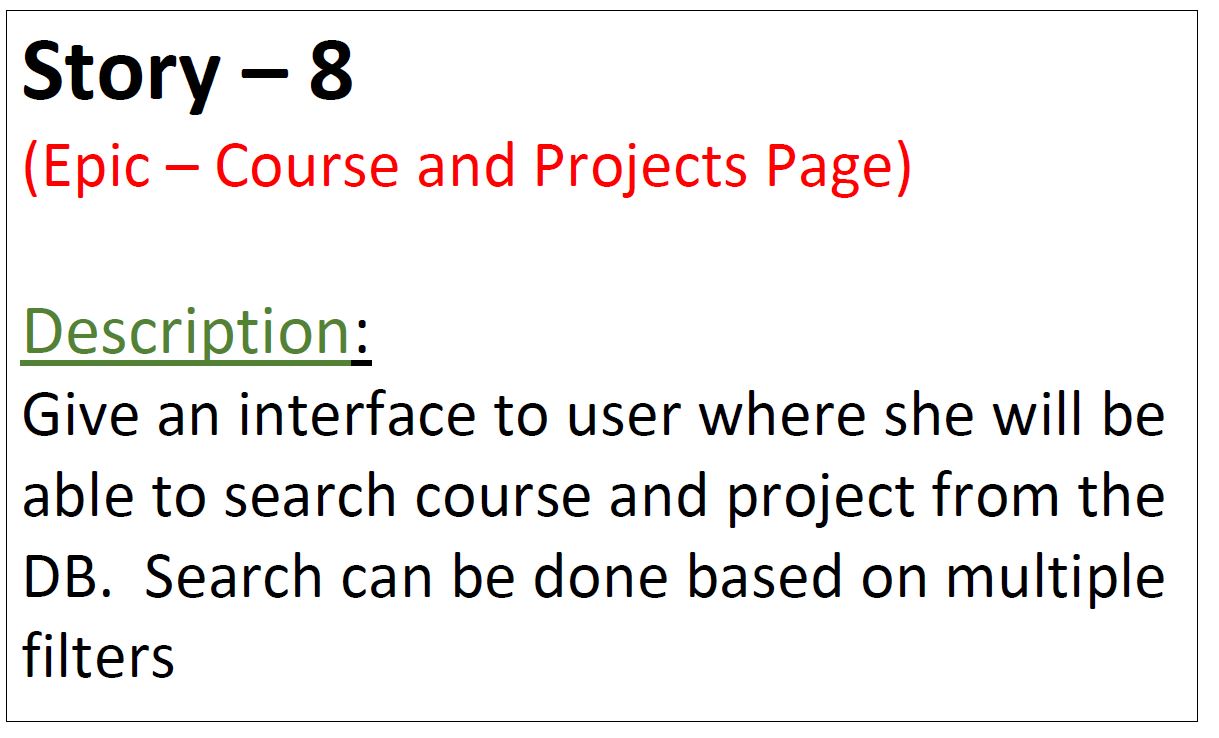 Story – 8
(Epic – Course and Projects Page)
Description:
Give an interface to user where she will be
able to search course and project from the
DB.  Search can be done based on multiple
filters